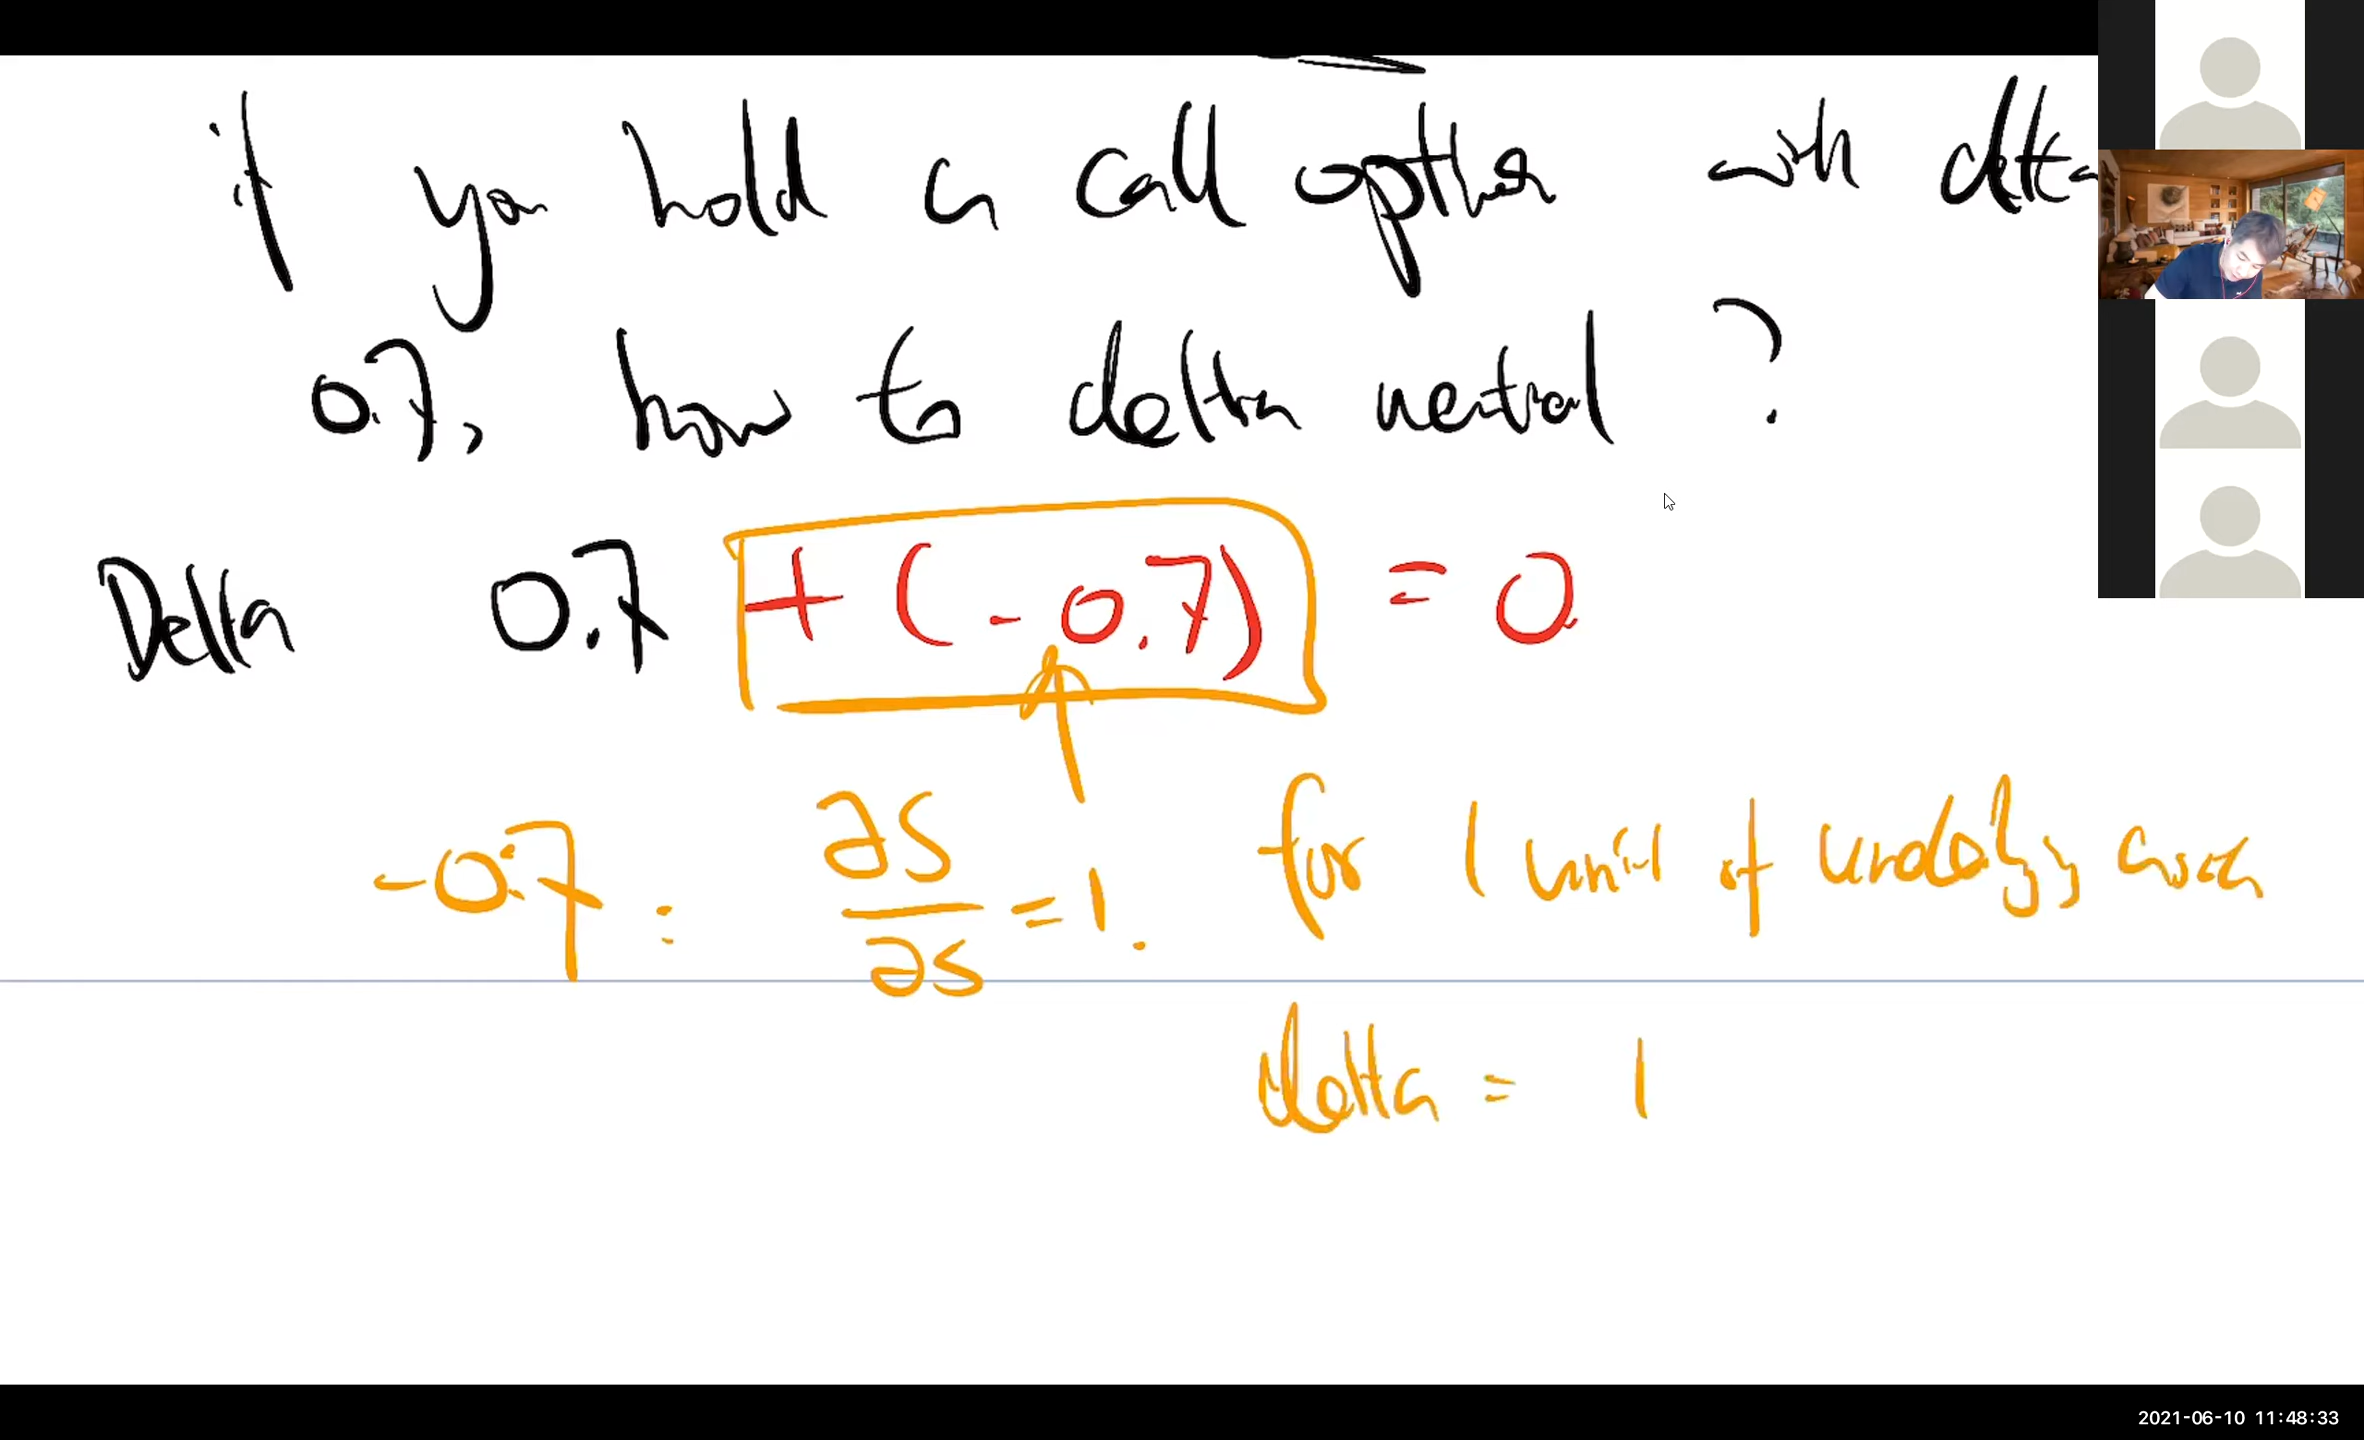 if you hold a call option with delta
0.7, how to delta neutral ?
Delta 0.7 + (-0.7) = 0
-0.7 : ∂S/∂S = 1. for 1 unit of underlying asset
delta = 1
2021-06-10 11:48:33